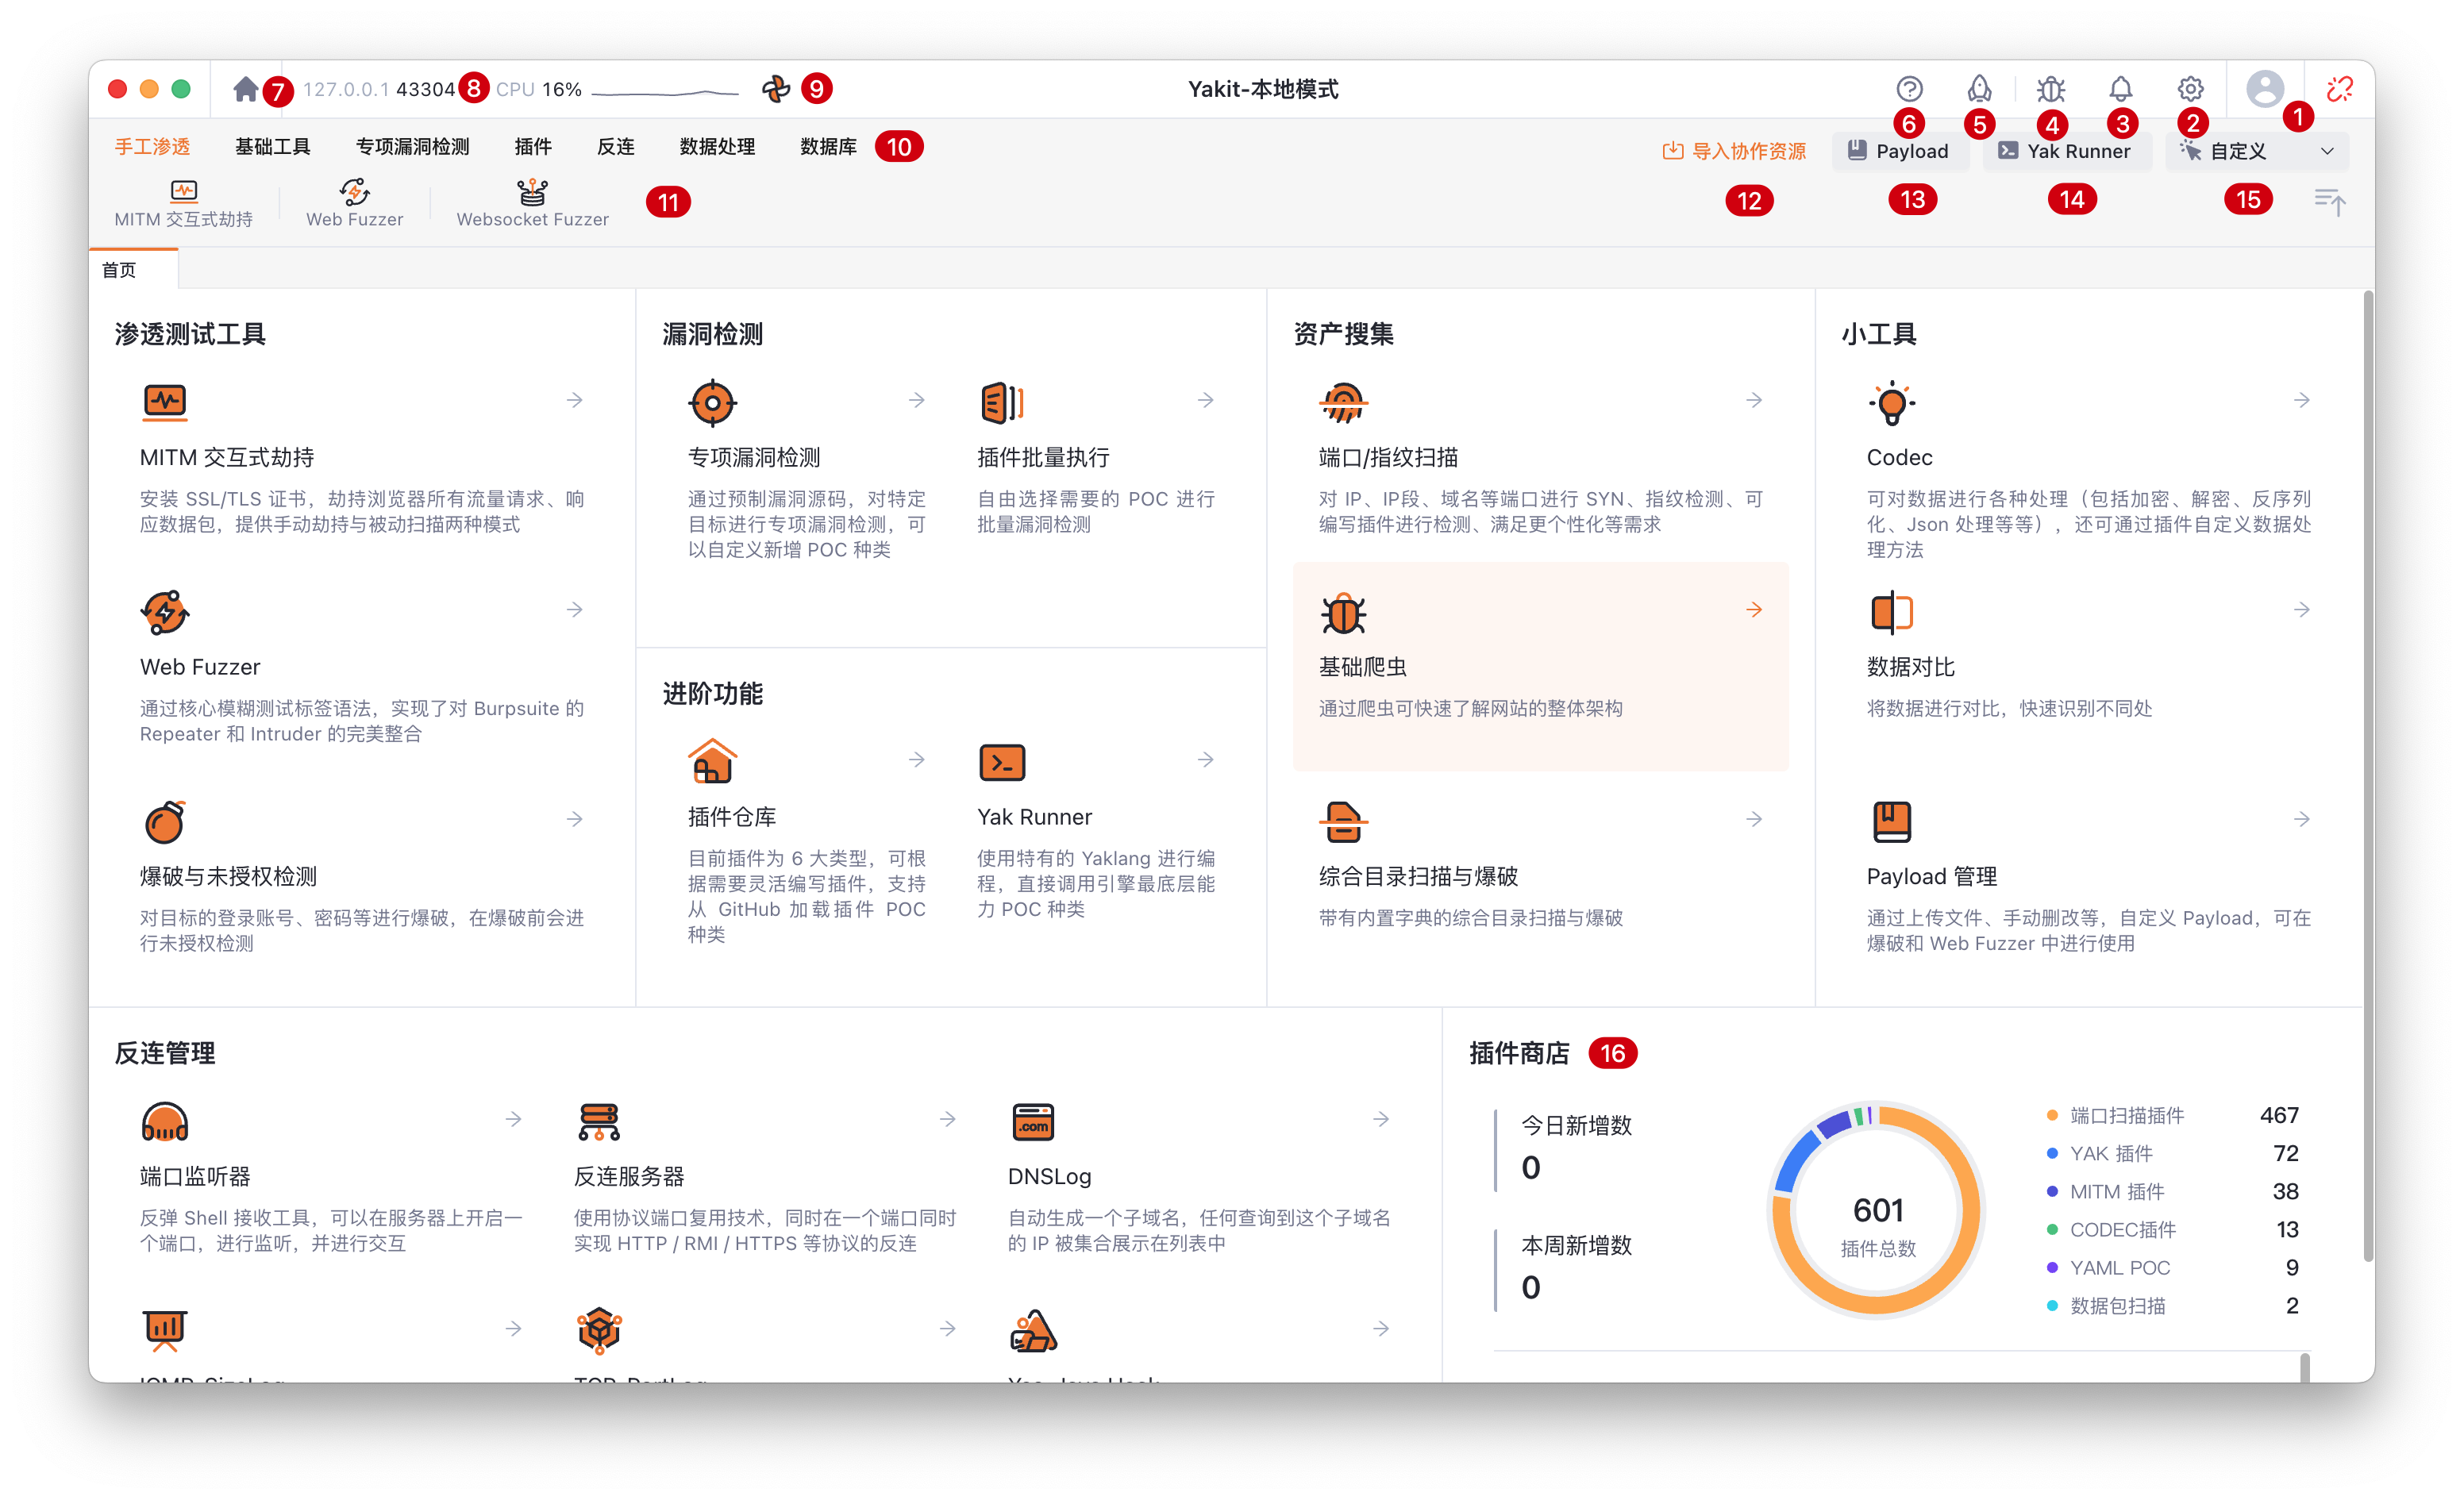 7 127.0.0.1 43304 8 CPU 16% 9 Yakit-本地模式
6 5 4 3 2 1
手工渗透 基础工具 专项漏洞检测 插件 反连 数据处理 数据库 10 导入协作资源 Payload Yak Runner 自定义
MITM 交互式劫持 Web Fuzzer Websocket Fuzzer 11 12 13 14 15
首页
渗透测试工具
MITM 交互式劫持
安装 SSL/TLS 证书，劫持浏览器所有流量请求、响
应数据包，提供手动劫持与被动扫描两种模式
Web Fuzzer
通过核心模糊测试标签语法，实现了对 Burpsuite 的
Repeater 和 Intruder 的完美整合
爆破与未授权检测
对目标的登录账号、密码等进行爆破，在爆破前会进
行未授权检测
漏洞检测
专项漏洞检测
通过预制漏洞源码，对特定
目标进行专项漏洞检测，可
以自定义新增 POC 种类
插件批量执行
自由选择需要的 POC 进行
批量漏洞检测
进阶功能
插件仓库
目前插件为 6 大类型，可根
据需要灵活编写插件，支持
从 GitHub 加载插件 POC
种类
Yak Runner
使用特有的 Yaklang 进行编
程，直接调用引擎最底层能
力 POC 种类
资产搜集
端口/指纹扫描
对 IP、IP段、域名等端口进行 SYN、指纹检测、可
编写插件进行检测、满足更个性化等需求
基础爬虫
通过爬虫可快速了解网站的整体架构
综合目录扫描与爆破
带有内置字典的综合目录扫描与爆破
小工具
Codec
可对数据进行各种处理（包括加密、解密、反序列
化、Json 处理等等），还可通过插件自定义数据处
理方法
数据对比
将数据进行对比，快速识别不同处
Payload 管理
通过上传文件、手动删改等，自定义 Payload，可在
爆破和 Web Fuzzer 中进行使用
反连管理
端口监听器
反弹 Shell 接收工具，可以在服务器上开启一
个端口，进行监听，并进行交互
反连服务器
使用协议端口复用技术，同时在一个端口同时
实现 HTTP / RMI / HTTPS 等协议的反连
.com
DNSLog
自动生成一个子域名，任何查询到这个子域名
的 IP 被集合展示在列表中
插件商店 16
今日新增数
0
本周新增数
0
601
插件总数
端口扫描插件 467
YAK 插件 72
MITM 插件 38
CODEC插件 13
YAML POC 9
数据包扫描 2